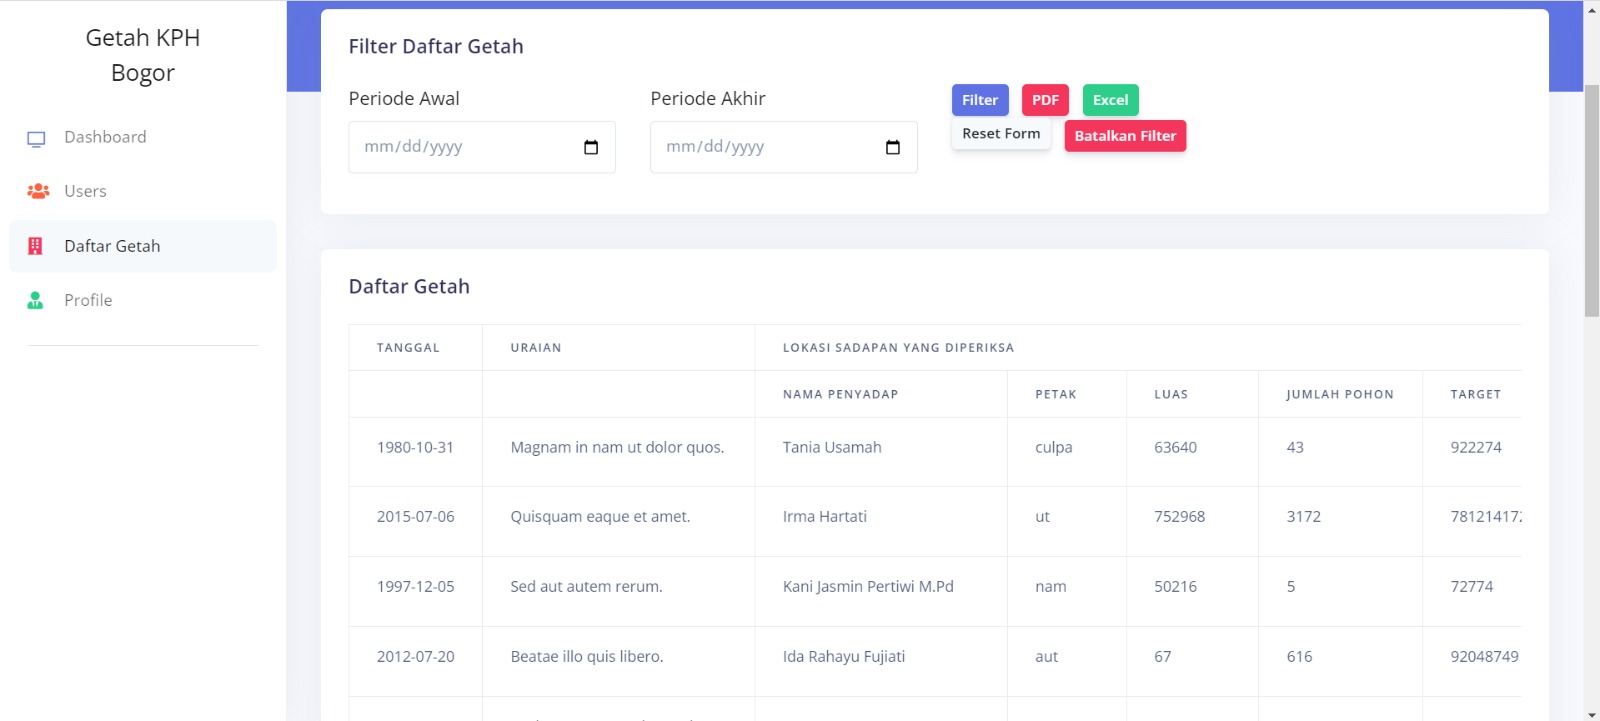 Getah KPH
Bogor
Dashboard
Users
Daftar Getah
Profile
Filter Daftar Getah
Periode Awal
Periode Akhir
mm/dd/yyyy
mm/dd/yyyy
Filter
PDF
Excel
Reset Form
Batalkan Filter
Daftar Getah
TANGGAL URAIAN LOKASI SADAPAN YANG DIPERIKSA
NAMA PENYADAP PETAK LUAS JUMLAH POHON TARGET
1980-10-31 Magnam in nam ut dolor quos. Tania Usamah culpa 63640 43 922274
2015-07-06 Quisquam eaque et amet. Irma Hartati ut 752968 3172
1997-12-05 Sed aut autem rerum. Kani Jasmin Pertiwi M.Pd nam 50216 5 72774
2012-07-20 Beatae illo quis libero. Ida Rahayu Fujiati aut 67 616 92048749